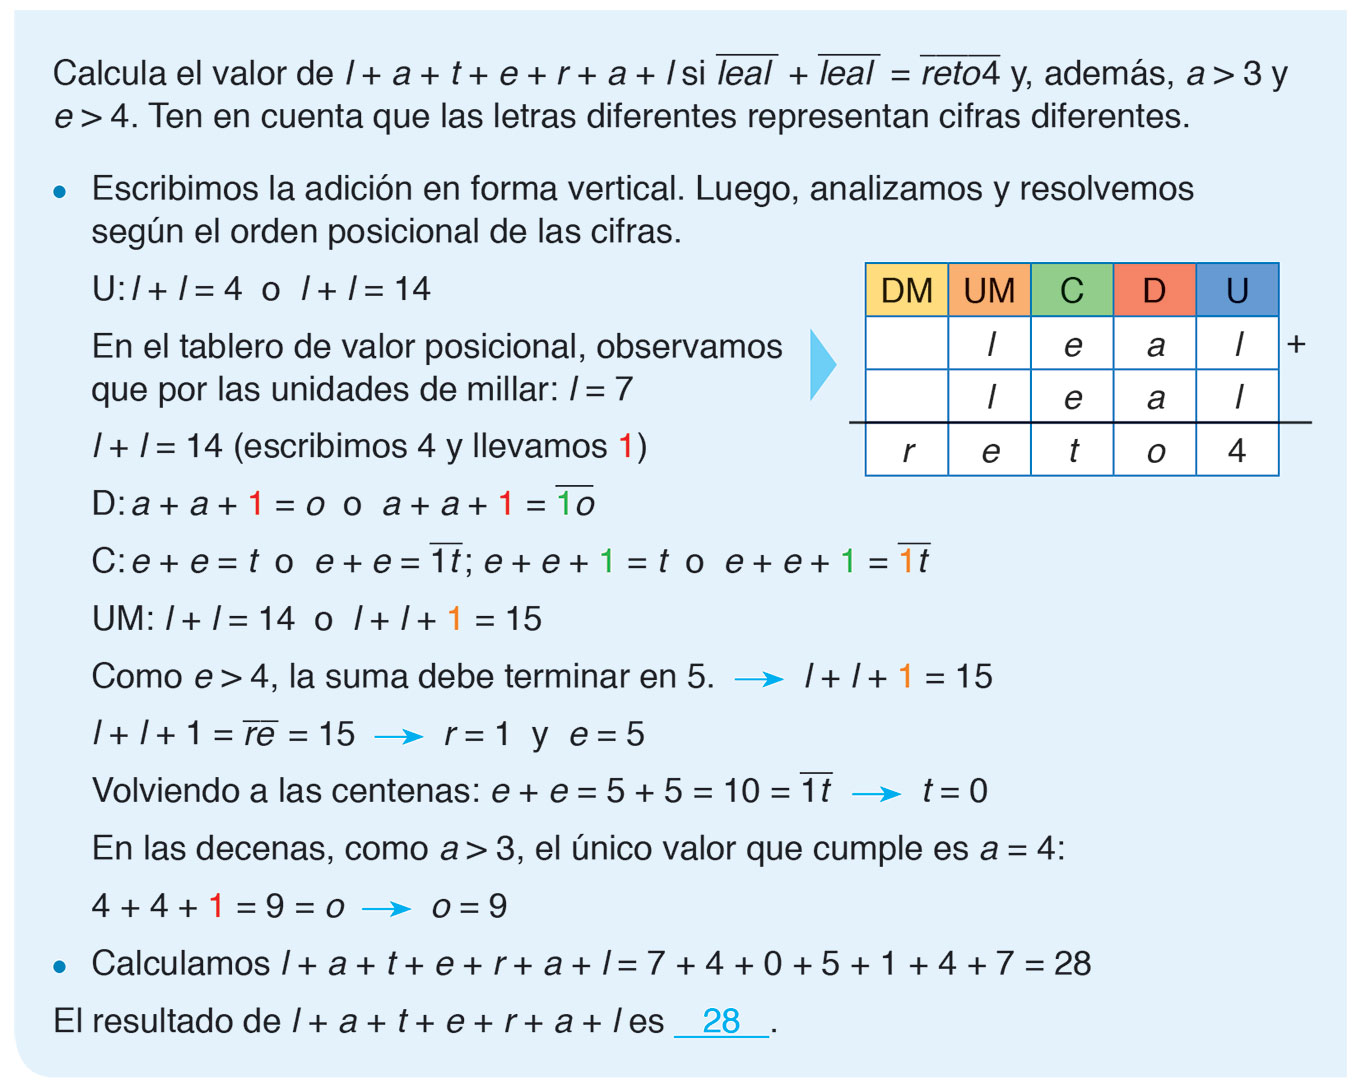 Calcula el valor de l + a + t + e + r + a + l si \overline{leal} + \overline{leal} = \overline{reto4} y, además, a > 3 y
e > 4. Ten en cuenta que las letras diferentes representan cifras diferentes.
• Escribimos la adición en forma vertical. Luego, analizamos y resolvemos
según el orden posicional de las cifras.
U: l + l = 4 o l + l = 14
En el tablero de valor posicional, observamos
que por las unidades de millar: l = 7
l + l = 14 (escribimos 4 y llevamos 1)
DM UM C D U
l e a l +
l e a l
r e t o 4
D: a + a + 1 = o o a + a + 1 = \overline{1o}
C: e + e = t o e + e = \overline{1t}; e + e + 1 = t o e + e + 1 = \overline{1t}
UM: l + l = 14 o l + l + 1 = 15
Como e > 4, la suma debe terminar en 5. → l + l + 1 = 15
l + l + 1 = \overline{re} = 15 → r = 1 y e = 5
Volviendo a las centenas: e + e = 5 + 5 = 10 = \overline{1t} → t = 0
En las decenas, como a > 3, el único valor que cumple es a = 4:
4 + 4 + 1 = 9 = o → o = 9
• Calculamos l + a + t + e + r + a + l = 7 + 4 + 0 + 5 + 1 + 4 + 7 = 28
El resultado de l + a + t + e + r + a + l es 28.